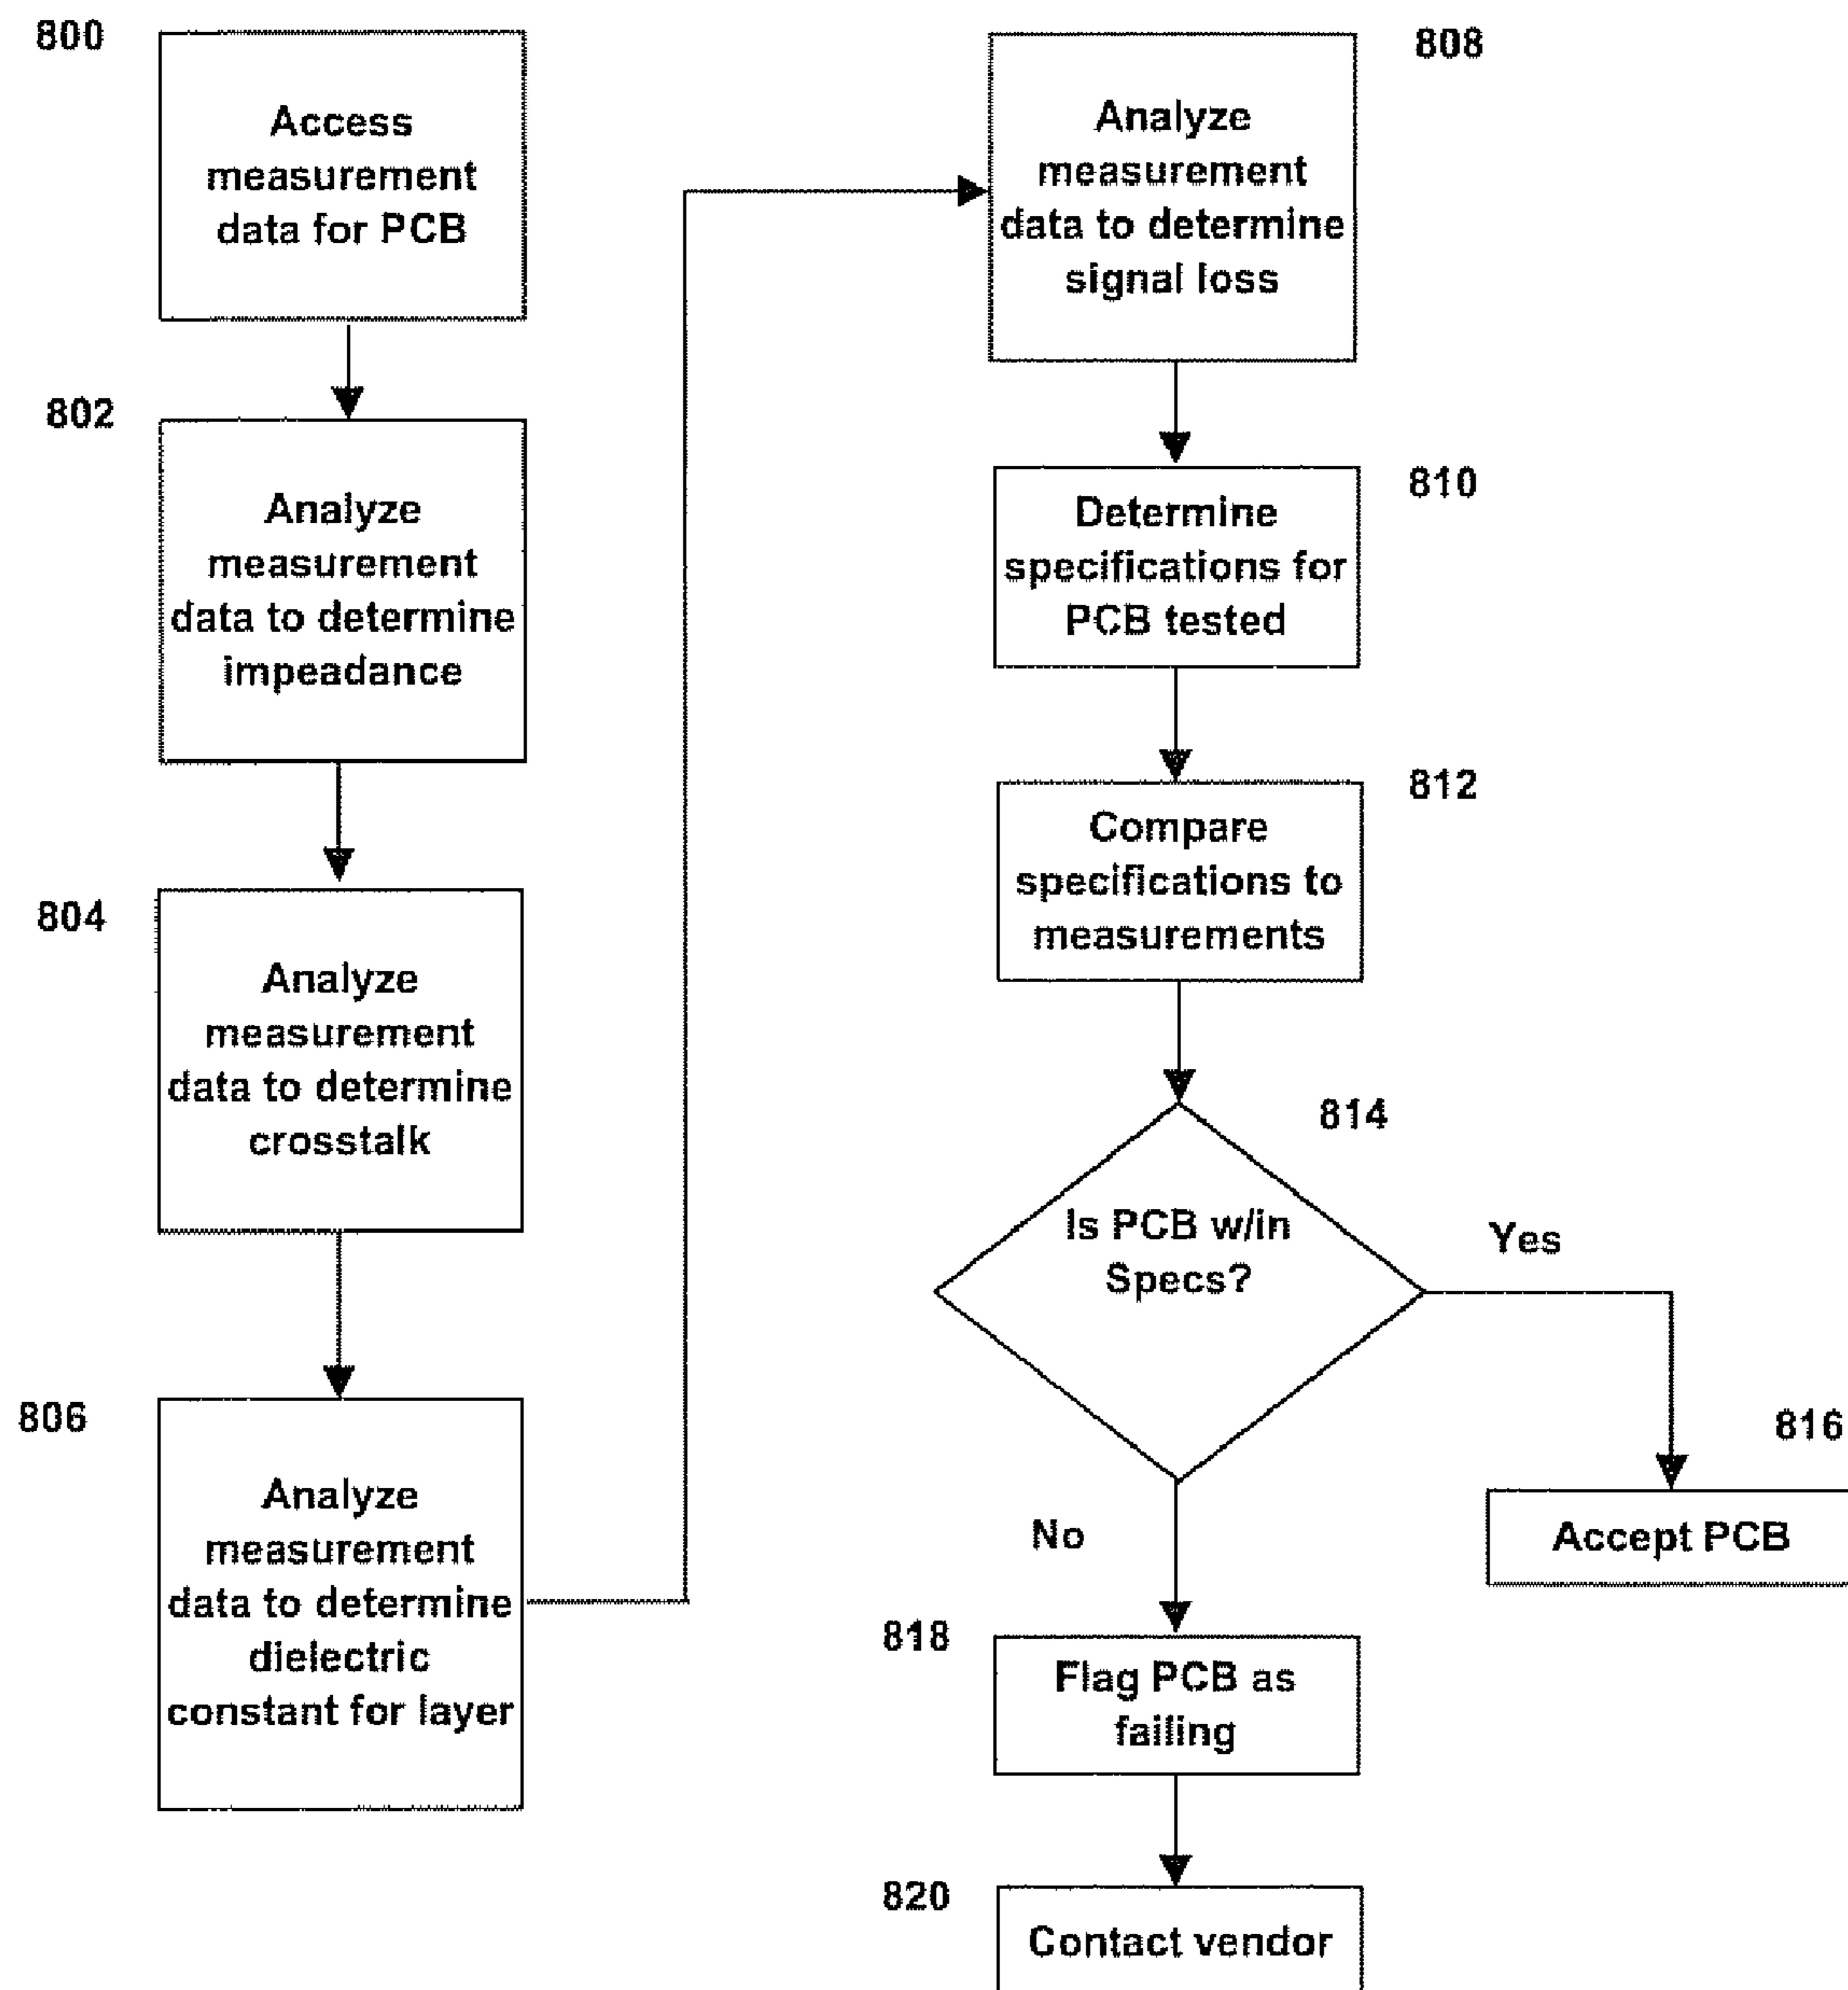 800
Access
measurement
data for PCB
802
Analyze
measurement
data to determine
impeadance
804
Analyze
measurement
data to determine
crosstalk
806
Analyze
measurement
data to determine
dielectric
constant for layer
808
Analyze
measurement
data to determine
signal loss
810
Determine
specifications for
PCB tested
812
Compare
specifications to
measurements
814
Is PCB w/in
Specs?
Yes
816
Accept PCB
No
818
Flag PCB as
failing
820
Contact vendor